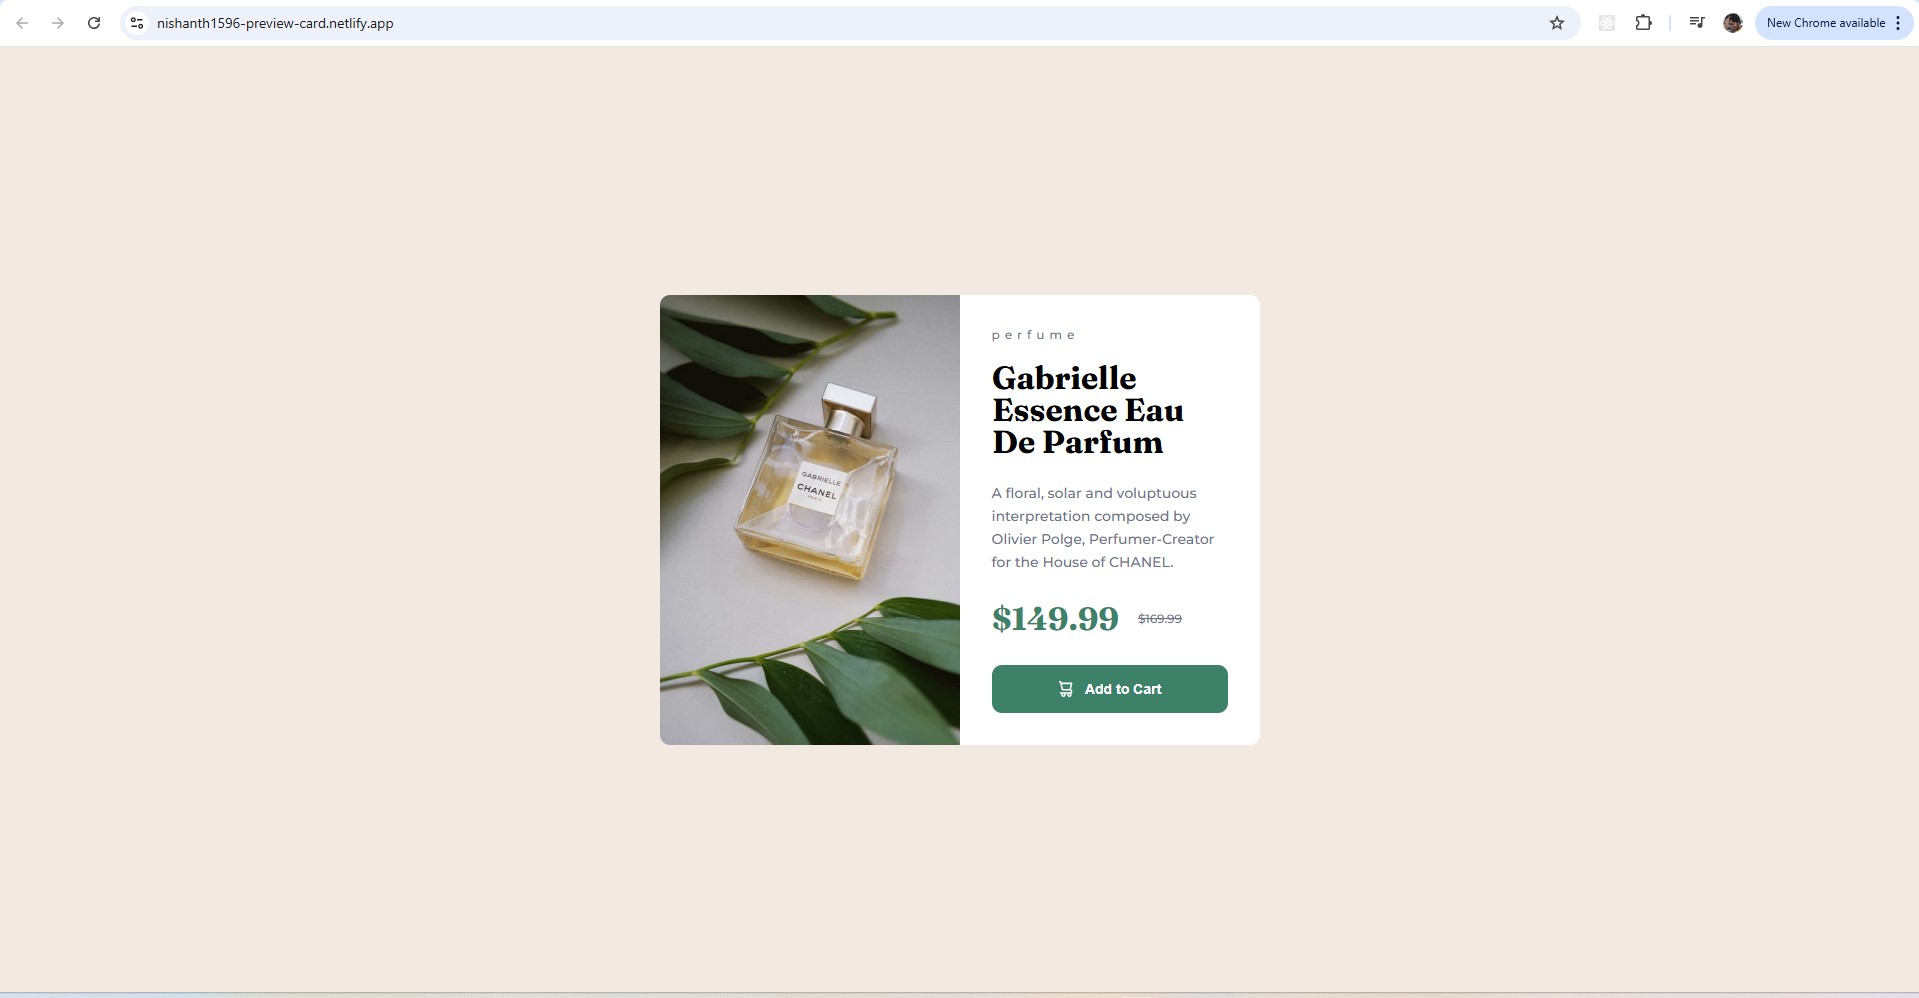 nishanth1596-preview-card.netlify.app
New Chrome available
perfume
Gabrielle
Essence Eau
De Parfum
A floral, solar and voluptuous
interpretation composed by
Olivier Polge, Perfumer-Creator
for the House of CHANEL.
$149.99 $169.99
Add to Cart
GABRIELLE
CHANEL
PARIS